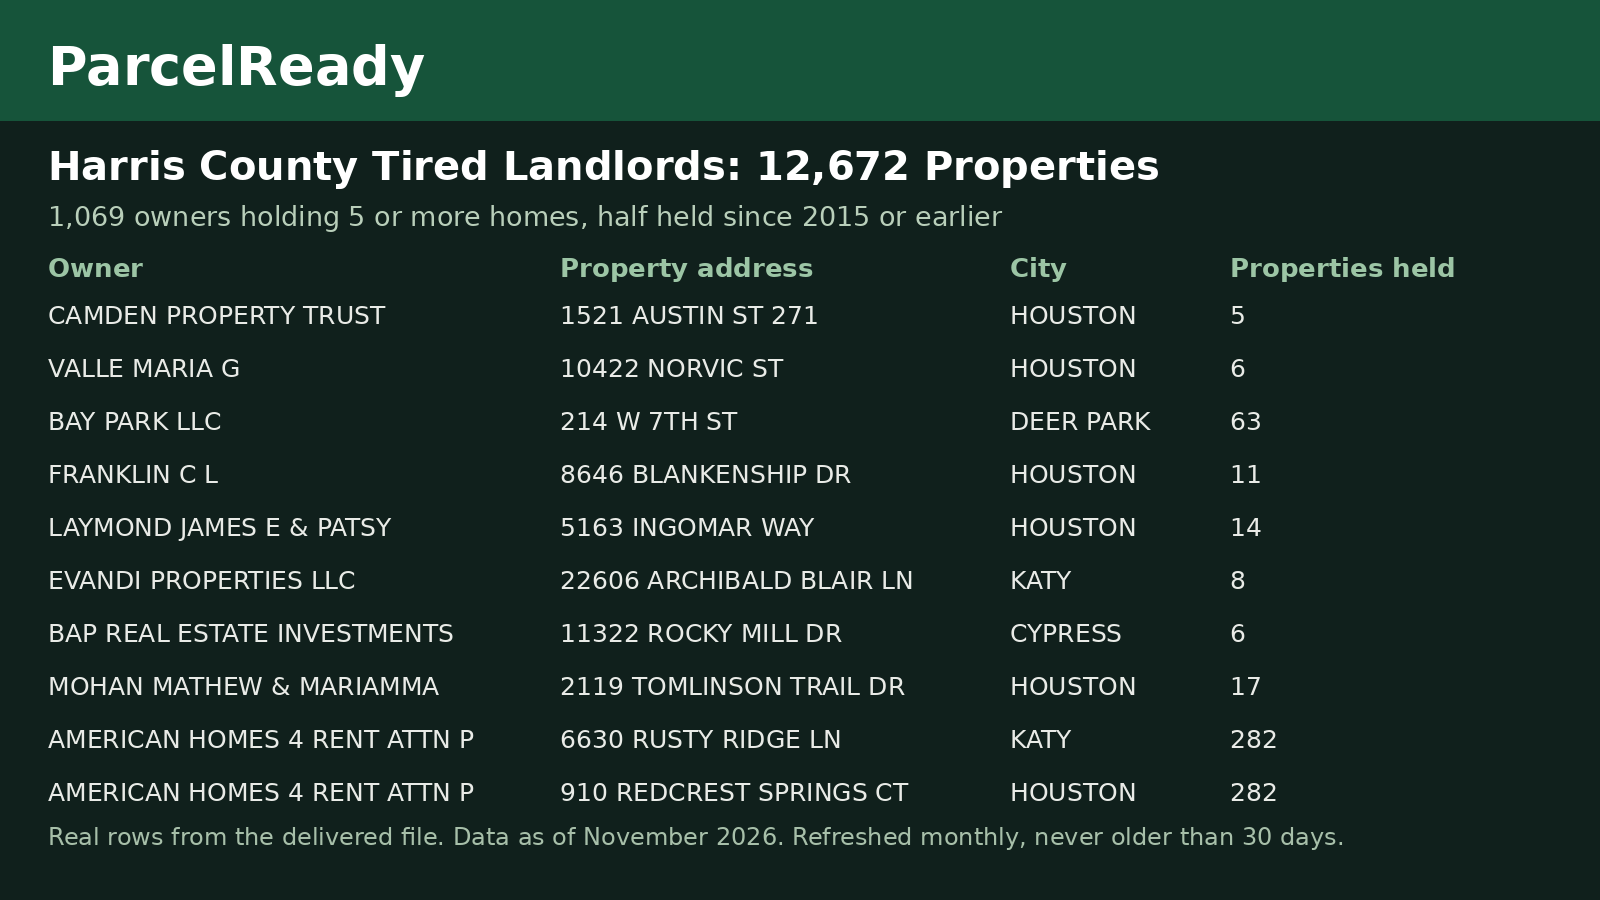 ParcelReady
Harris County Tired Landlords: 12,672 Properties
1,069 owners holding 5 or more homes, half held since 2015 or earlier
Owner Property address City Properties held
CAMDEN PROPERTY TRUST 1521 AUSTIN ST 271 HOUSTON 5
VALLE MARIA G 10422 NORVIC ST HOUSTON 6
BAY PARK LLC 214 W 7TH ST DEER PARK 63
FRANKLIN C L 8646 BLANKENSHIP DR HOUSTON 11
LAYMOND JAMES E & PATSY 5163 INGOMAR WAY HOUSTON 14
EVANDI PROPERTIES LLC 22606 ARCHIBALD BLAIR LN KATY 8
BAP REAL ESTATE INVESTMENTS 11322 ROCKY MILL DR CYPRESS 6
MOHAN MATHEW & MARIAMMA 2119 TOMLINSON TRAIL DR HOUSTON 17
AMERICAN HOMES 4 RENT ATTN P 6630 RUSTY RIDGE LN KATY 282
AMERICAN HOMES 4 RENT ATTN P 910 REDCREST SPRINGS CT HOUSTON 282
Real rows from the delivered file. Data as of November 2026. Refreshed monthly, never older than 30 days.